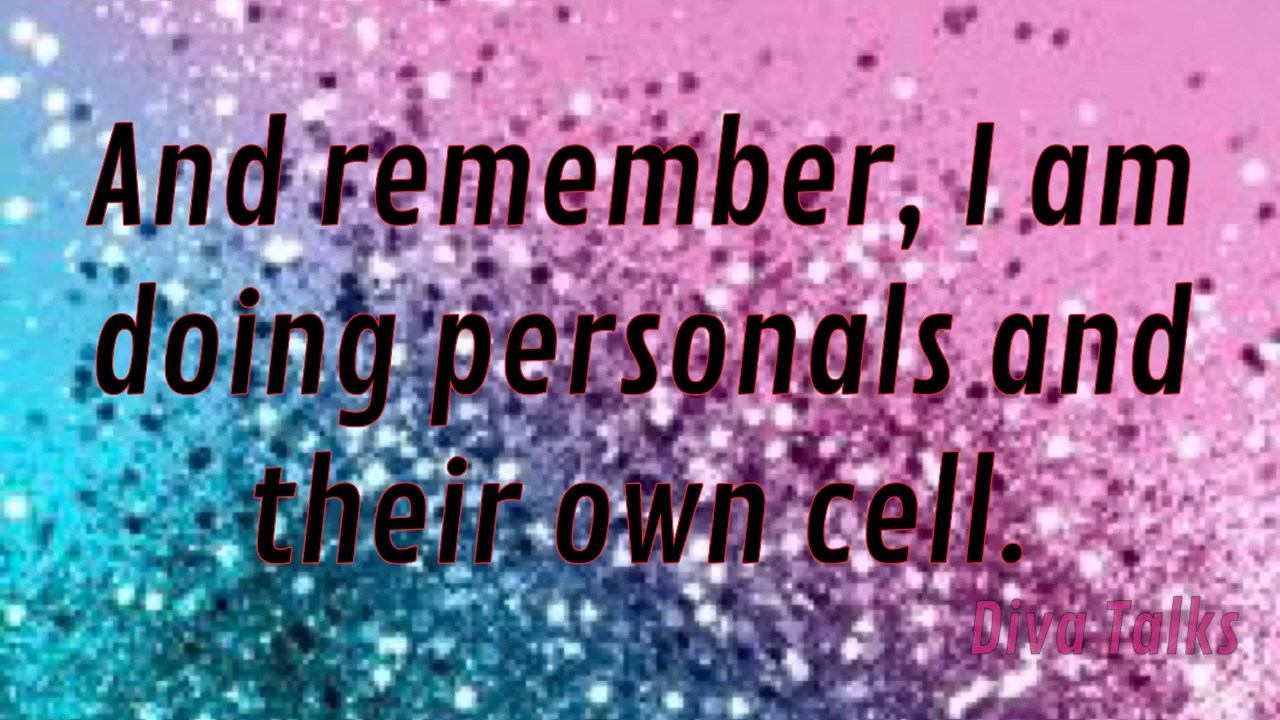 And remember, I am
doing personals and
their own cell.
Diva Talks